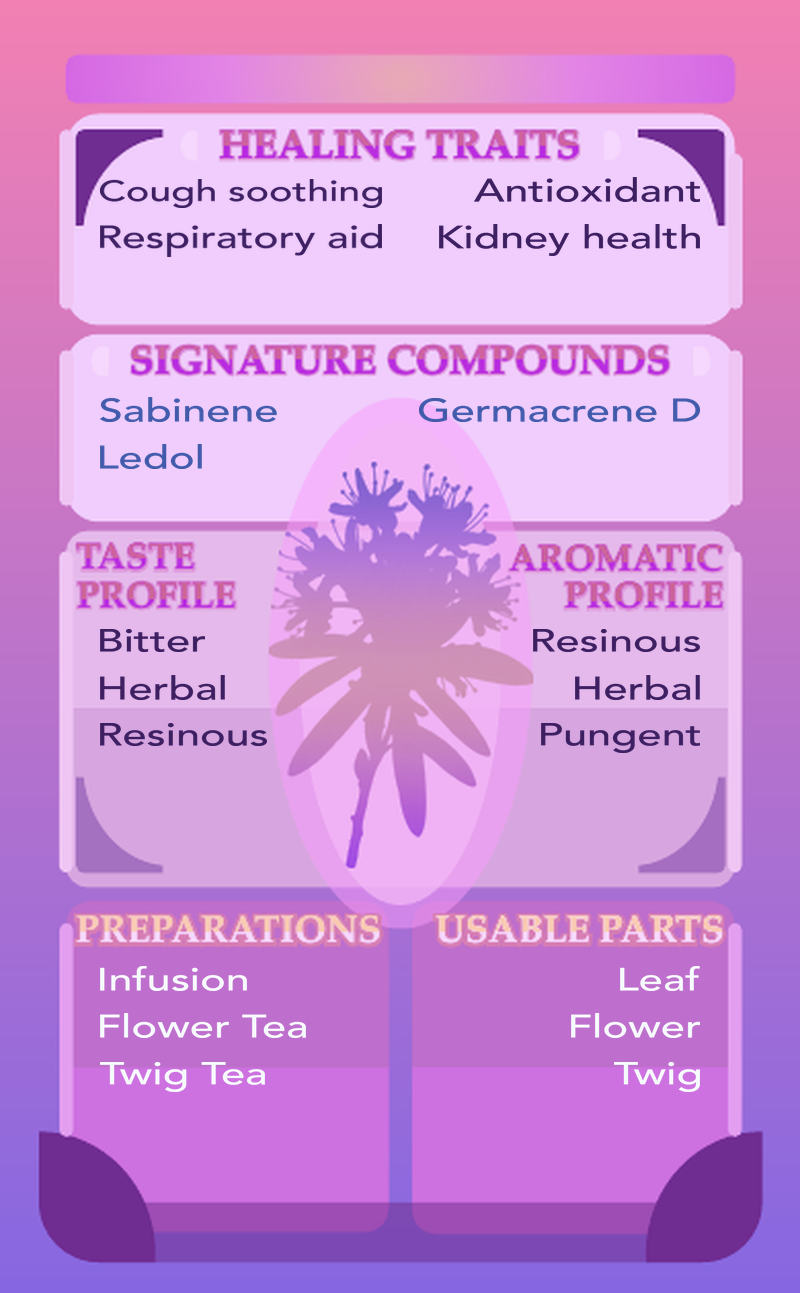 HEALING TRAITS
Cough soothing Antioxidant
Respiratory aid Kidney health
SIGNATURE COMPOUNDS
Sabinene Germacrene D
Ledol
TASTE
PROFILE
Bitter
Herbal
Resinous
AROMATIC
PROFILE
Resinous
Herbal
Pungent
PREPARATIONS
Infusion
Flower Tea
Twig Tea
USABLE PARTS
Leaf
Flower
Twig